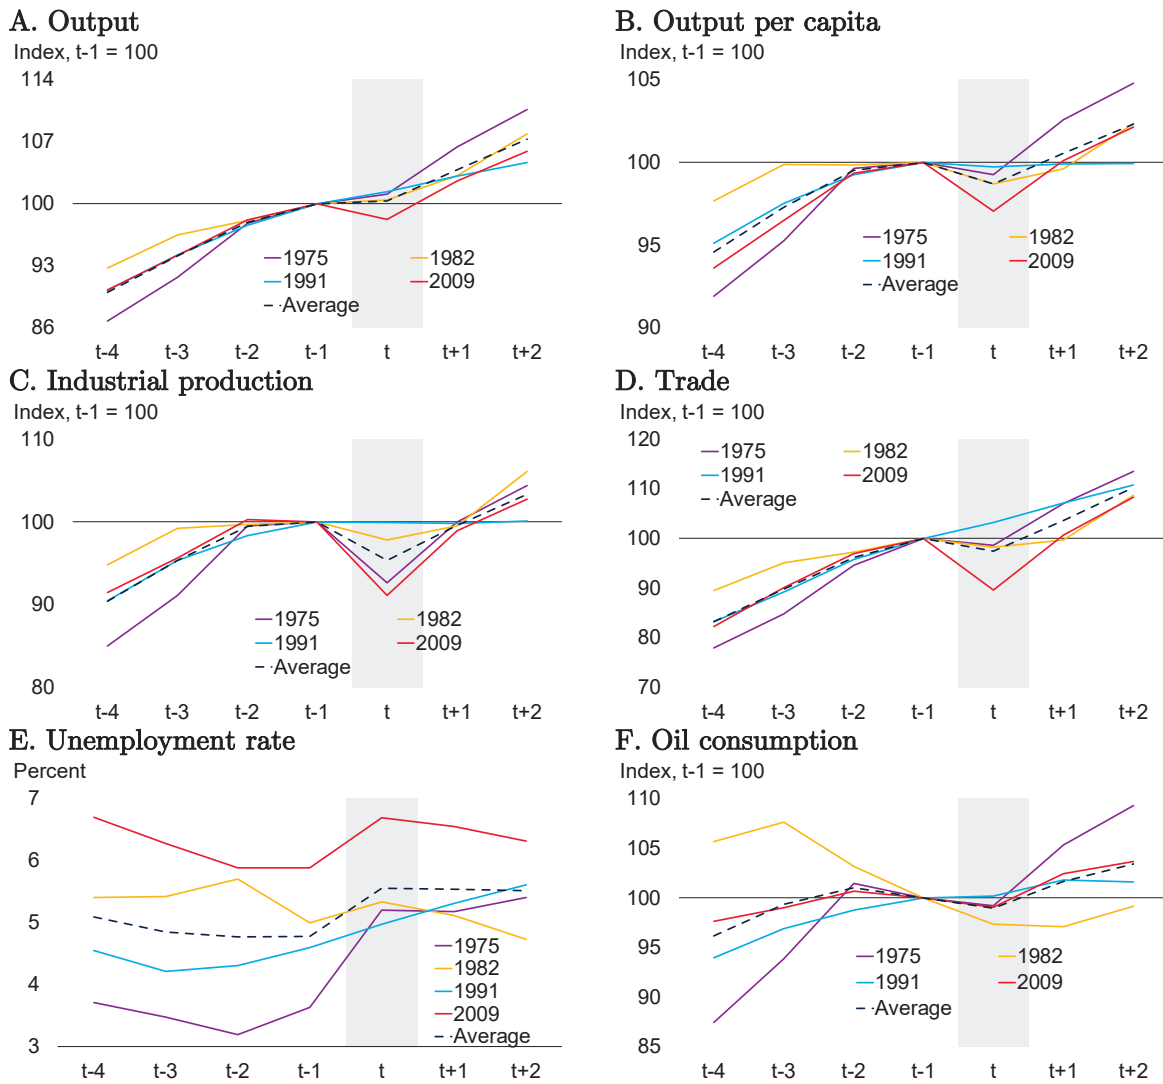 A. Output
Index, t-1 = 100
114
107
100
93
86
1975
1982
1991
2009
Average
t-4 t-3 t-2 t-1 t t+1 t+2
B. Output per capita
Index, t-1 = 100
105
100
95
90
1975
1982
1991
2009
Average
t-4 t-3 t-2 t-1 t t+1 t+2
C. Industrial production
Index, t-1 = 100
110
100
90
80
1975
1982
1991
2009
Average
t-4 t-3 t-2 t-1 t t+1 t+2
D. Trade
Index, t-1 = 100
120
110
100
90
80
70
1975
1982
1991
2009
Average
t-4 t-3 t-2 t-1 t t+1 t+2
E. Unemployment rate
Percent
7
6
5
4
3
1975
1982
1991
2009
Average
t-4 t-3 t-2 t-1 t t+1 t+2
F. Oil consumption
Index, t-1 = 100
110
105
100
95
90
85
1975
1982
1991
2009
Average
t-4 t-3 t-2 t-1 t t+1 t+2